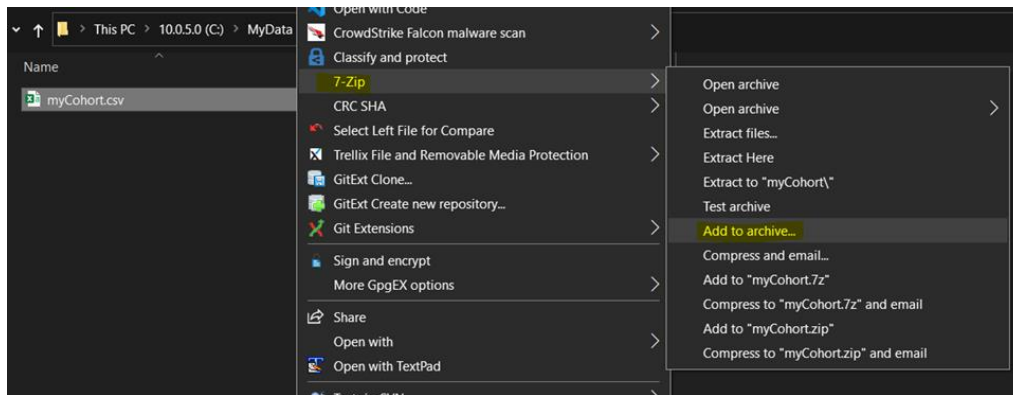 Open with Code
This PC > 10.0.5.0 (C:) > MyData
CrowdStrike Falcon malware scan
Name
Classify and protect
7-Zip
myCohort.csv
CRC SHA
Select Left File for Compare
Trellix File and Removable Media Protection
GitExt Clone...
GitExt Create new repository...
Git Extensions
Sign and encrypt
More GpgEX options
Share
Open with
Open with TextPad
Open archive
Open archive
Extract files...
Extract Here
Extract to "myCohort\"
Test archive
Add to archive...
Compress and email...
Add to "myCohort.7z"
Compress to "myCohort.7z" and email
Add to "myCohort.zip"
Compress to "myCohort.zip" and email